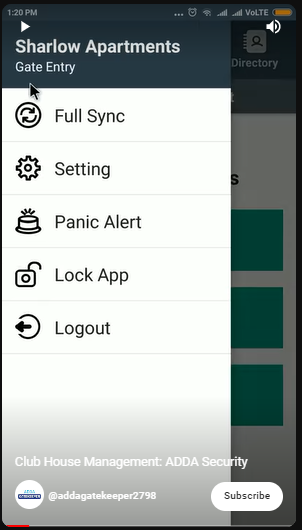 1:20 PM
VoLTE
Sharlow Apartments
Gate Entry
Directory
Full Sync
Setting
Panic Alert
Lock App
Logout
Club House Management: ADDA Security
@addagatekeeper2798
Subscribe